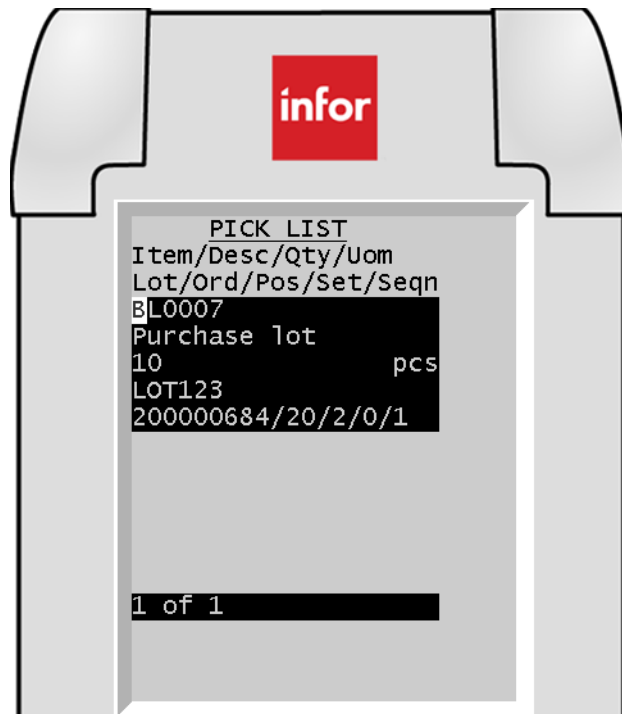 infor
PICK LIST
Item/Desc/Qty/Uom
Lot/Ord/Pos/Set/Seqn
BL0007
Purchase lot
10 pcs
LOT123
200000684/20/2/0/1
1 of 1